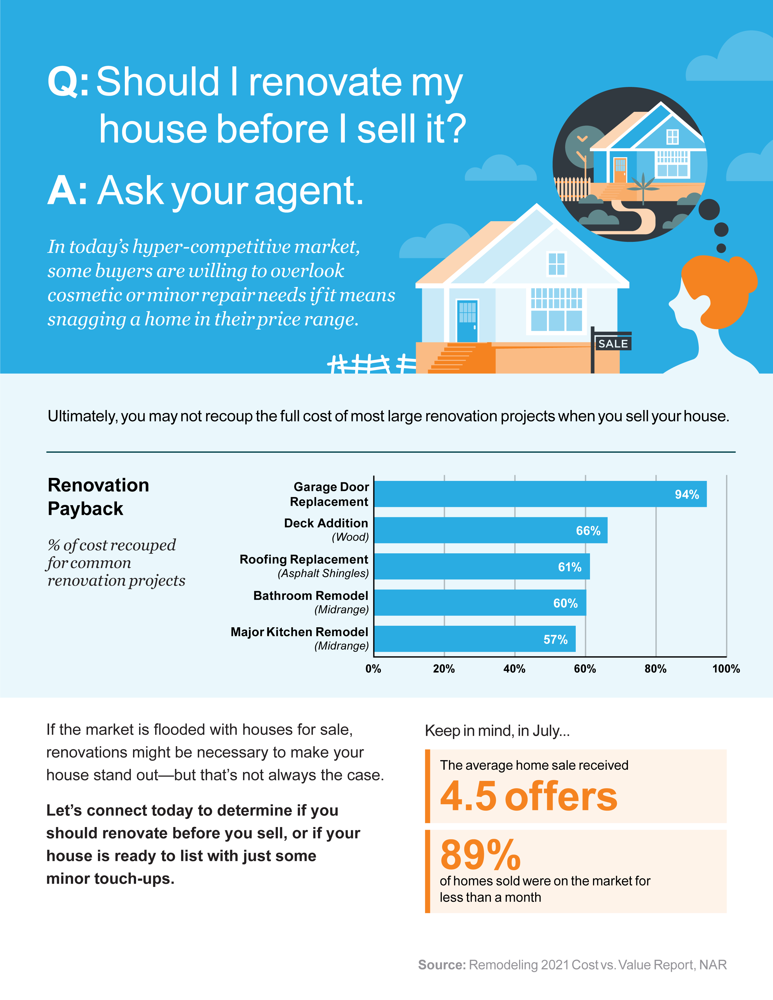 Q: Should I renovate my
house before I sell it?
A: Ask your agent.
In today's hyper-competitive market,
some buyers are willing to overlook
cosmetic or minor repair needs if it means
snagging a home in their price range.
SALE
Ultimately, you may not recoup the full cost of most large renovation projects when you sell your house.
Renovation
Payback
% of cost recouped
for common
renovation projects
Garage Door
Replacement
94%
Deck Addition
(Wood)
66%
Roofing Replacement
(Asphalt Shingles)
61%
Bathroom Remodel
(Midrange)
60%
Major Kitchen Remodel
(Midrange)
57%
0% 20% 40% 60% 80% 100%
If the market is flooded with houses for sale,
renovations might be necessary to make your
house stand out—but that's not always the case.
Let's connect today to determine if you
should renovate before you sell, or if your
house is ready to list with just some
minor touch-ups.
Keep in mind, in July...
The average home sale received
4.5 offers
89%
of homes sold were on the market for
less than a month
Source: Remodeling 2021 Cost vs. Value Report, NAR